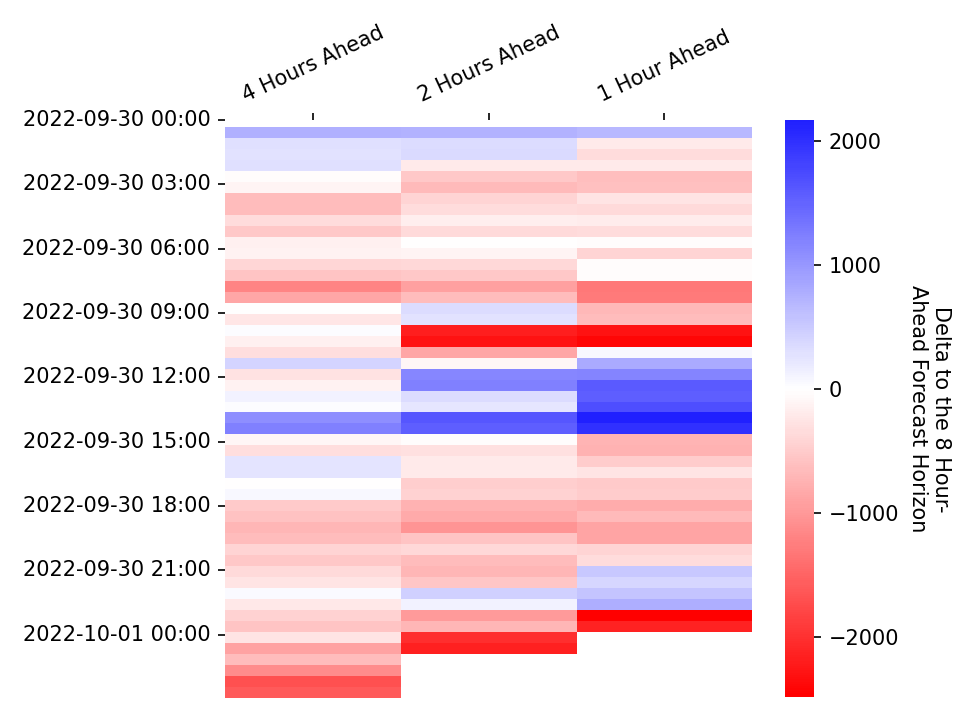 4 Hours Ahead
2 Hours Ahead
1 Hour Ahead
2022-09-30 00:00
2022-09-30 03:00
2022-09-30 06:00
2022-09-30 09:00
2022-09-30 12:00
2022-09-30 15:00
2022-09-30 18:00
2022-09-30 21:00
2022-10-01 00:00
2000
1000
0
−1000
−2000
Delta to the 8 Hour-
Ahead Forecast Horizon